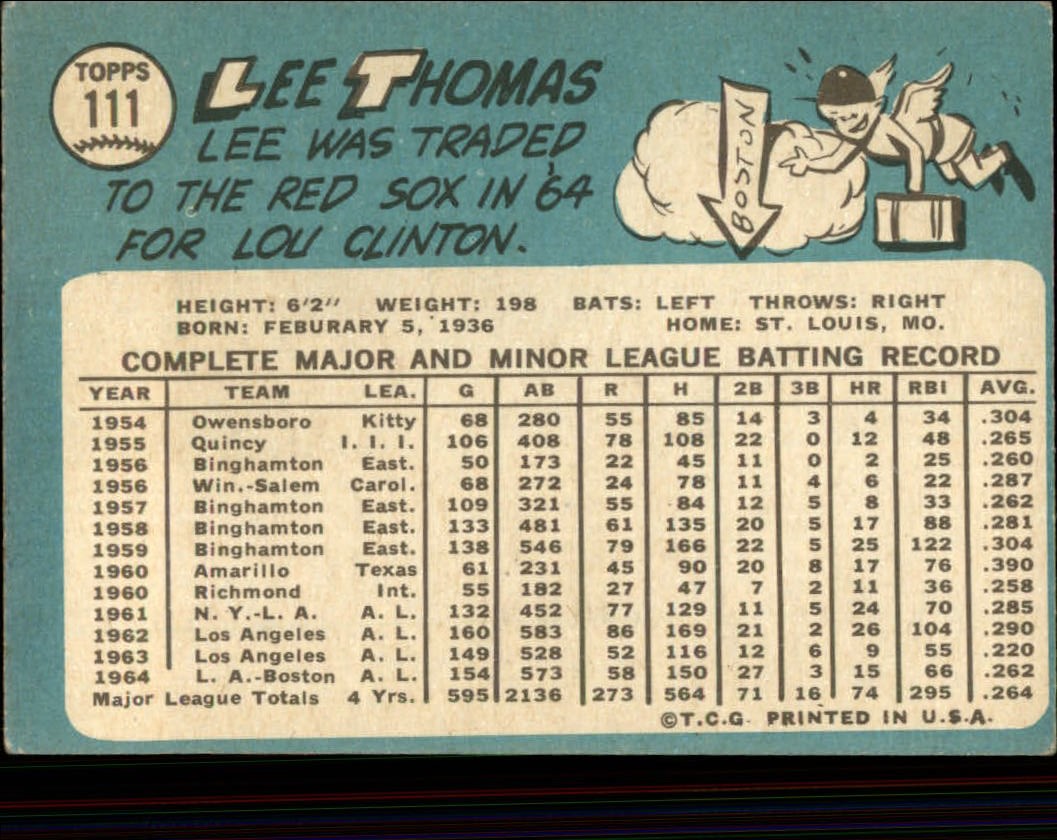 TOPPS
111
LEE THOMAS
LEE WAS TRADED
TO THE RED SOX IN '64
FOR LOU CLINTON.
BOSTON
HEIGHT: 6'2" WEIGHT: 198 BATS: LEFT THROWS: RIGHT
BORN: FEBURARY 5, 1936 HOME: ST. LOUIS, MO.
COMPLETE MAJOR AND MINOR LEAGUE BATTING RECORD
YEAR TEAM LEA. G AB R H 2B 3B HR RBI AVG.
1954 Owensboro Kitty 68 280 55 85 14 3 4 34 .304
1955 Quincy I. I. I. 106 408 78 108 22 0 12 48 .265
1956 Binghamton East. 50 173 22 45 11 0 2 25 .260
1956 Win.-Salem Carol. 68 272 24 78 11 4 6 22 .287
1957 Binghamton East. 109 321 55 84 12 5 8 33 .262
1958 Binghamton East. 133 481 61 135 20 5 17 88 .281
1959 Binghamton East. 138 546 79 166 22 5 25 122 .304
1960 Amarillo Texas 61 231 45 90 20 8 17 76 .390
1960 Richmond Int. 55 182 27 47 7 2 11 36 .258
1961 N. Y.-L. A. A. L. 132 452 77 129 11 5 24 70 .285
1962 Los Angeles A. L. 160 583 86 169 21 2 26 104 .290
1963 Los Angeles A. L. 149 528 52 116 12 6 9 55 .220
1964 L. A.-Boston A. L. 154 573 58 150 27 3 15 66 .262
Major League Totals 4 Yrs. 595 2136 273 564 71 16 74 295 .264
©T.C.G. PRINTED IN U.S.A.